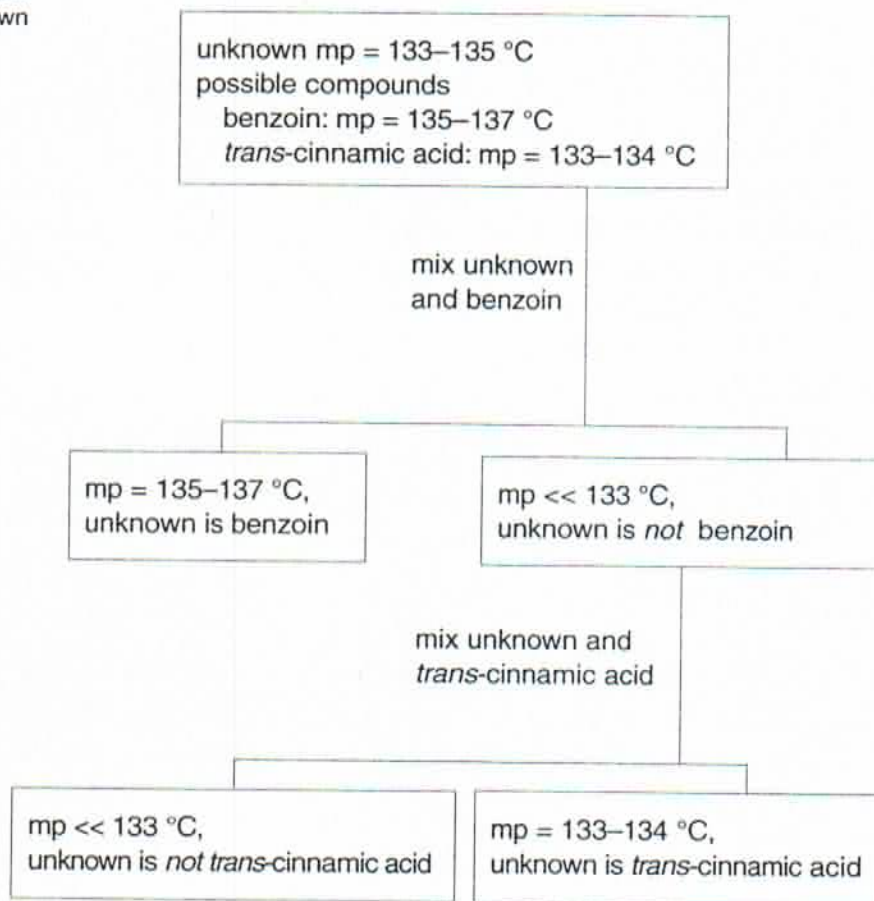 unknown mp = 133–135 °C
possible compounds
benzoin: mp = 135–137 °C
trans-cinnamic acid: mp = 133–134 °C
mix unknown
and benzoin
mp = 135–137 °C,
unknown is benzoin
mp << 133 °C,
unknown is not benzoin
mix unknown and
trans-cinnamic acid
mp << 133 °C,
unknown is not trans-cinnamic acid
mp = 133–134 °C,
unknown is trans-cinnamic acid